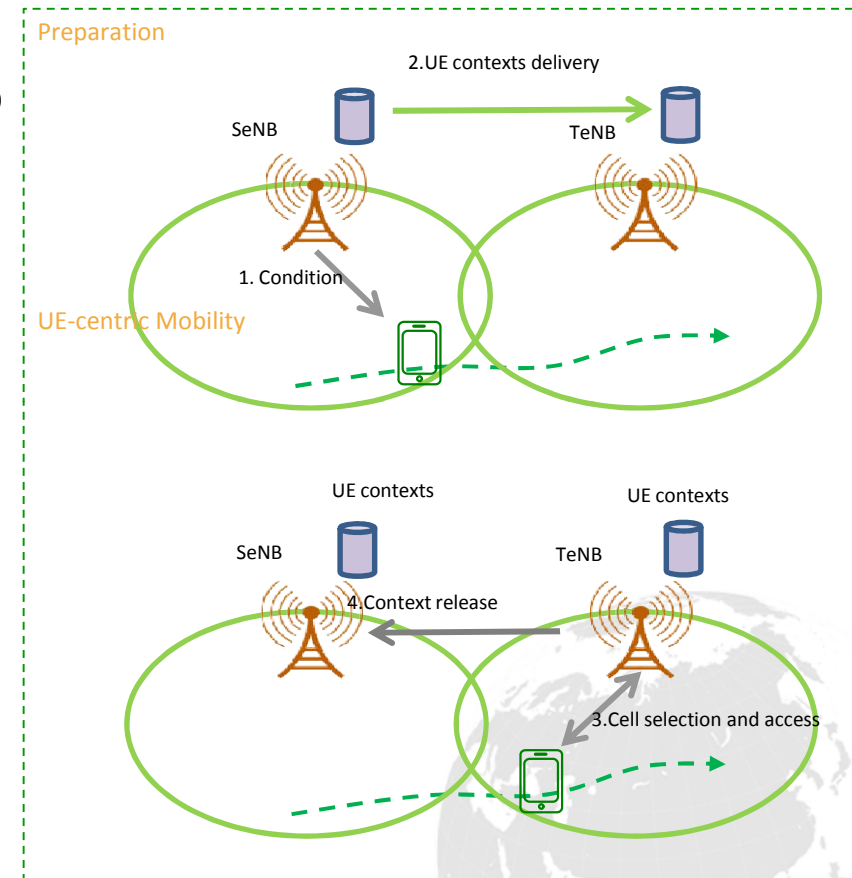 Preparation
2.UE contexts delivery
SeNB
TeNB
1. Condition
UE-centric Mobility
UE contexts
UE contexts
SeNB
TeNB
4.Context release
3.Cell selection and access